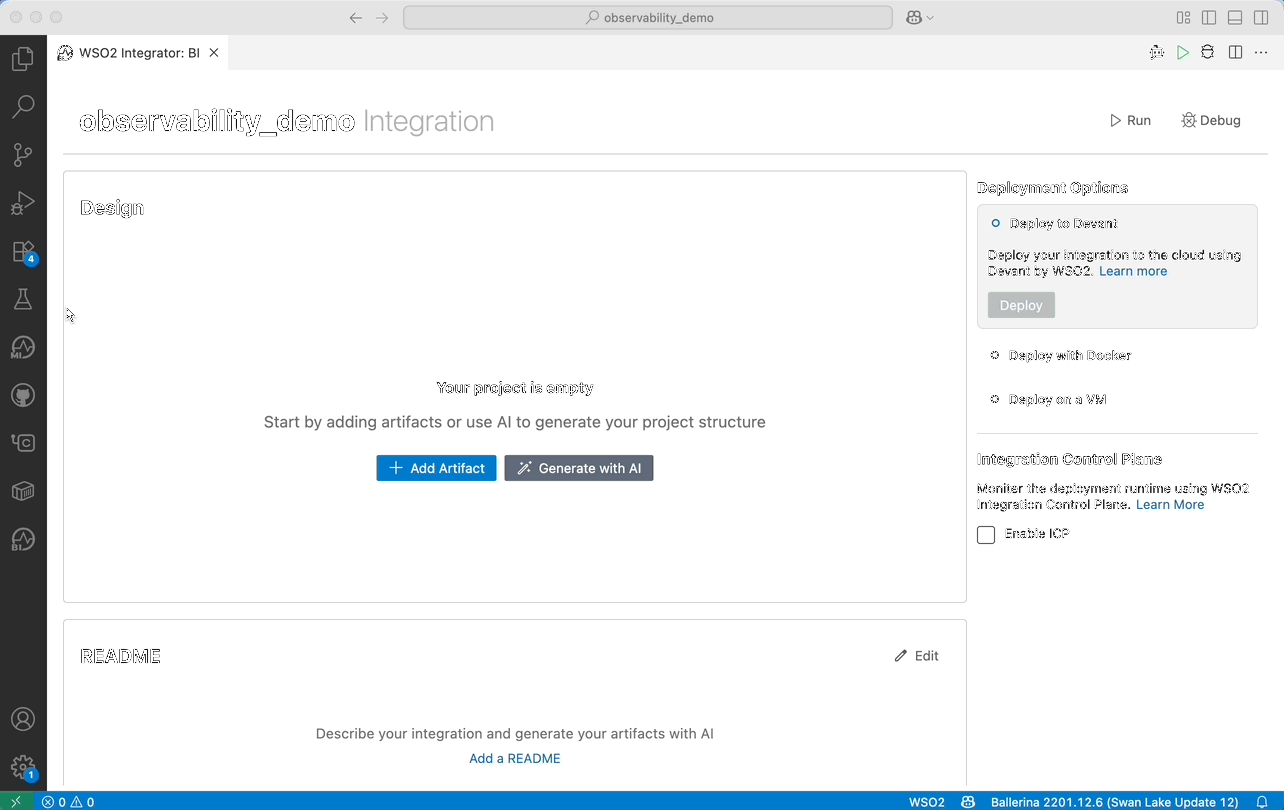 observability_demo
WSO2 Integrator: BI
observability_demo Integration
Run
Debug
Design
Your project is empty
Start by adding artifacts or use AI to generate your project structure
Add Artifact
Generate with AI
README
Edit
Describe your integration and generate your artifacts with AI
Add a README
Deployment Options
Deploy to Devant
Deploy your integration to the cloud using
Devant by WSO2. Learn more
Deploy
Deploy with Docker
Deploy on a VM
Integration Control Plane
Monitor the deployment runtime using WSO2
Integration Control Plane. Learn More
Enable ICP
4
MI
C
BI
1
0 0
WSO2
Ballerina 2201.12.6 (Swan Lake Update 12)